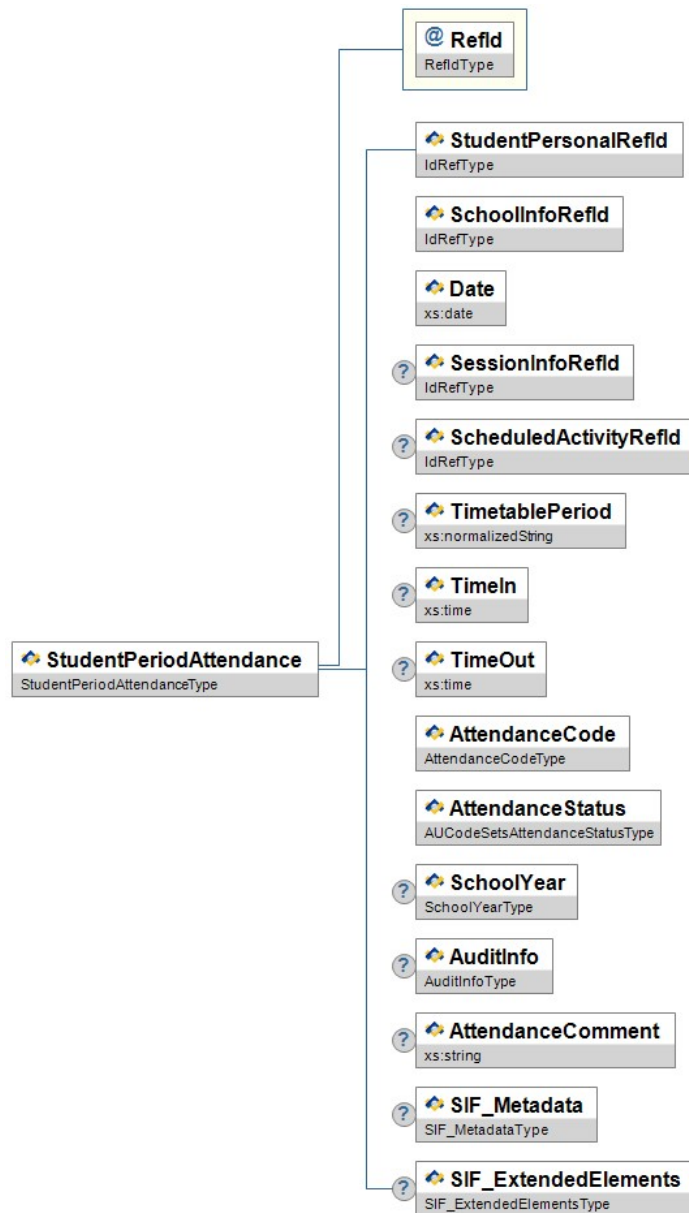 @ RefId
RefIdType
StudentPersonalRefId
IdRefType
SchoolInfoRefId
IdRefType
Date
xs:date
? SessionInfoRefId
IdRefType
? ScheduledActivityRefId
IdRefType
? TimetablePeriod
xs:normalizedString
? TimeIn
xs:time
StudentPeriodAttendance
StudentPeriodAttendanceType
? TimeOut
xs:time
AttendanceCode
AttendanceCodeType
AttendanceStatus
AUCodeSetsAttendanceStatusType
? SchoolYear
SchoolYearType
? AuditInfo
AuditInfoType
? AttendanceComment
xs:string
? SIF_Metadata
SIF_MetadataType
? SIF_ExtendedElements
SIF_ExtendedElementsType